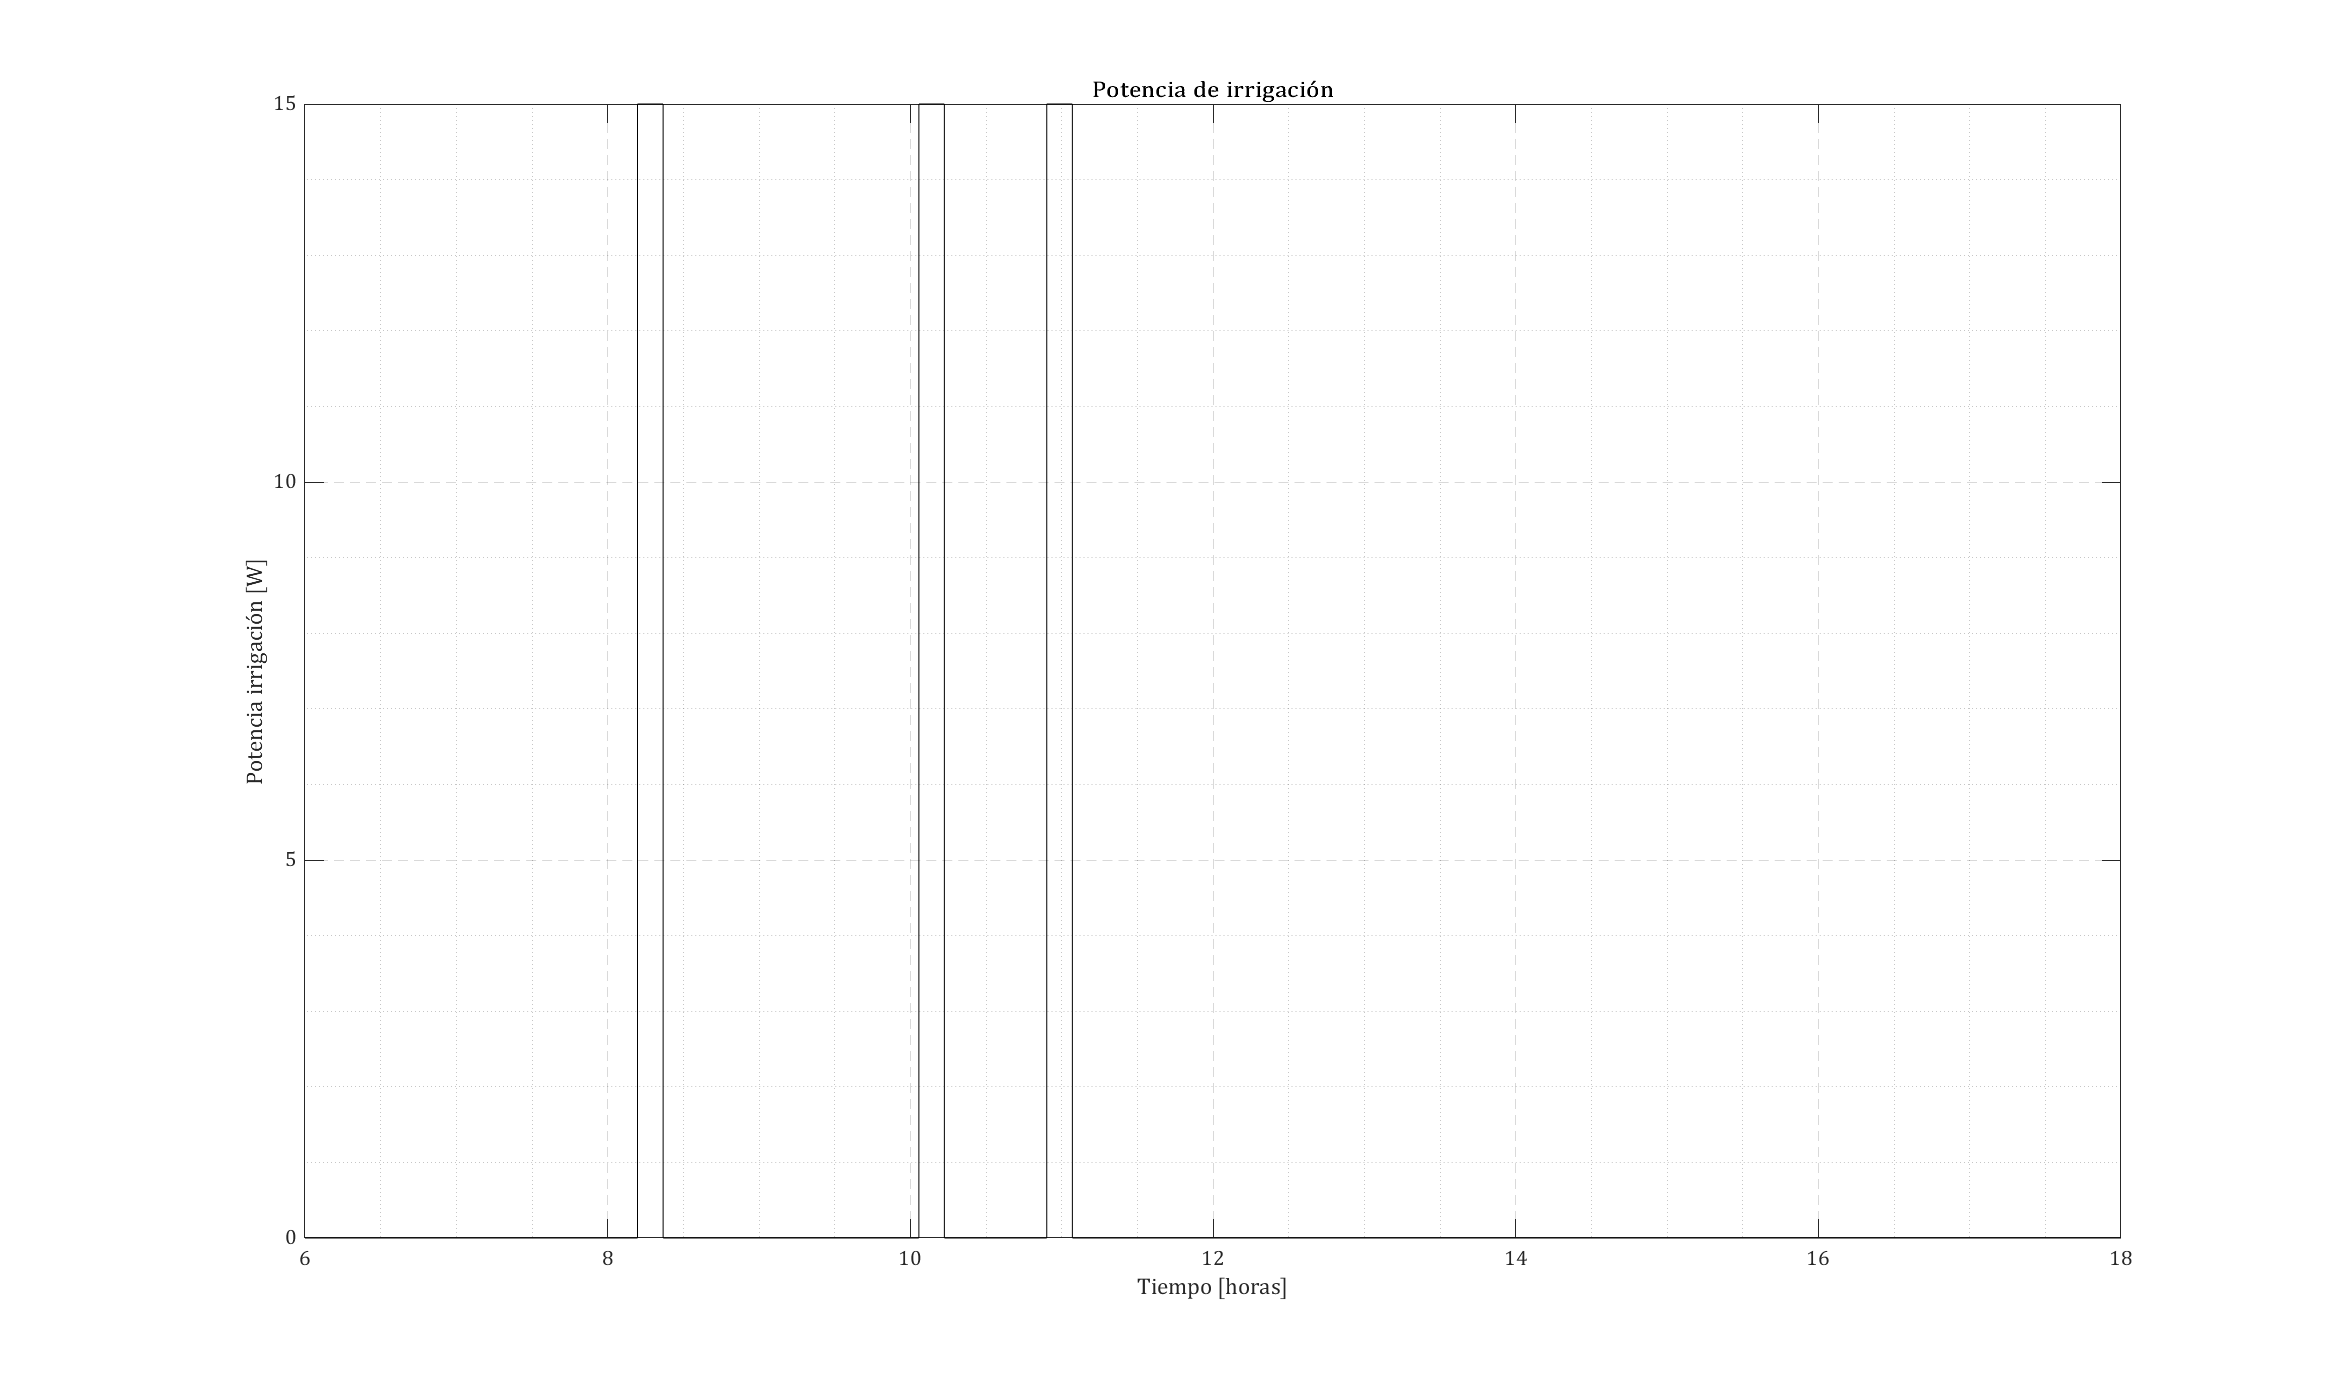 Potencia de irrigación
15
10
5
0
Potencia irrigación [W]
6 8 10 12 14 16 18
Tiempo [horas]